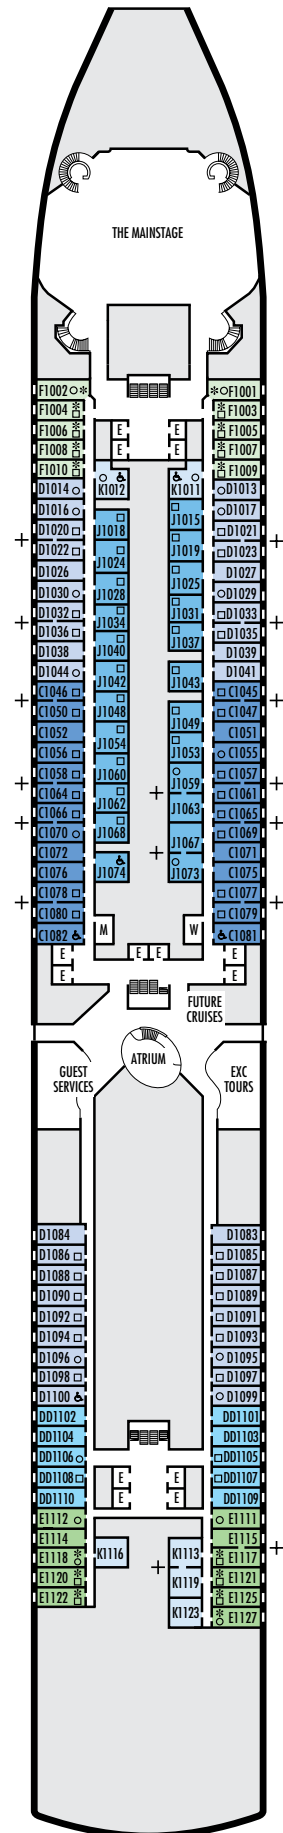 THE MAINSTAGE
F1002
F1001
F1004
F1003
F1006
E
E
F1005
F1008
E
E
F1007
F1010
F1009
D1014
K1012
K1011
D1013
D1016
J1015
D1017
D1020
J1018
D1021
D1022
J1019
D1023
D1026
J1024
J1025
D1027
D1030
J1028
D1029
D1032
J1034
J1031
D1033
D1036
J1040
J1037
D1035
D1038
D1039
D1044
J1042
J1043
D1041
C1046
C1045
C1050
J1048
J1049
C1047
C1052
C1051
C1056
J1054
J1053
C1055
C1058
J1060
J1059
C1057
C1064
J1062
J1063
C1061
C1066
C1065
C1070
J1068
J1067
C1069
C1072
C1071
C1076
J1074
J1073
C1075
C1078
C1077
C1080
C1079
C1082
M
W
C1081
E
E
E
E
E
E
FUTURE
CRUISES
GUEST
SERVICES
ATRIUM
EXC
TOURS
D1084
D1083
D1086
D1085
D1088
D1087
D1090
D1089
D1092
D1091
D1094
D1093
D1096
D1095
D1098
D1097
D1100
D1099
DD1102
DD1101
DD1104
DD1103
DD1106
DD1105
DD1108
E
E
DD1107
DD1110
E
E
DD1109
E1112
E1111
E1114
E1115
E1118
K1116
K1113
E1117
E1120
K1119
E1121
E1122
E1125
K1123
E1127